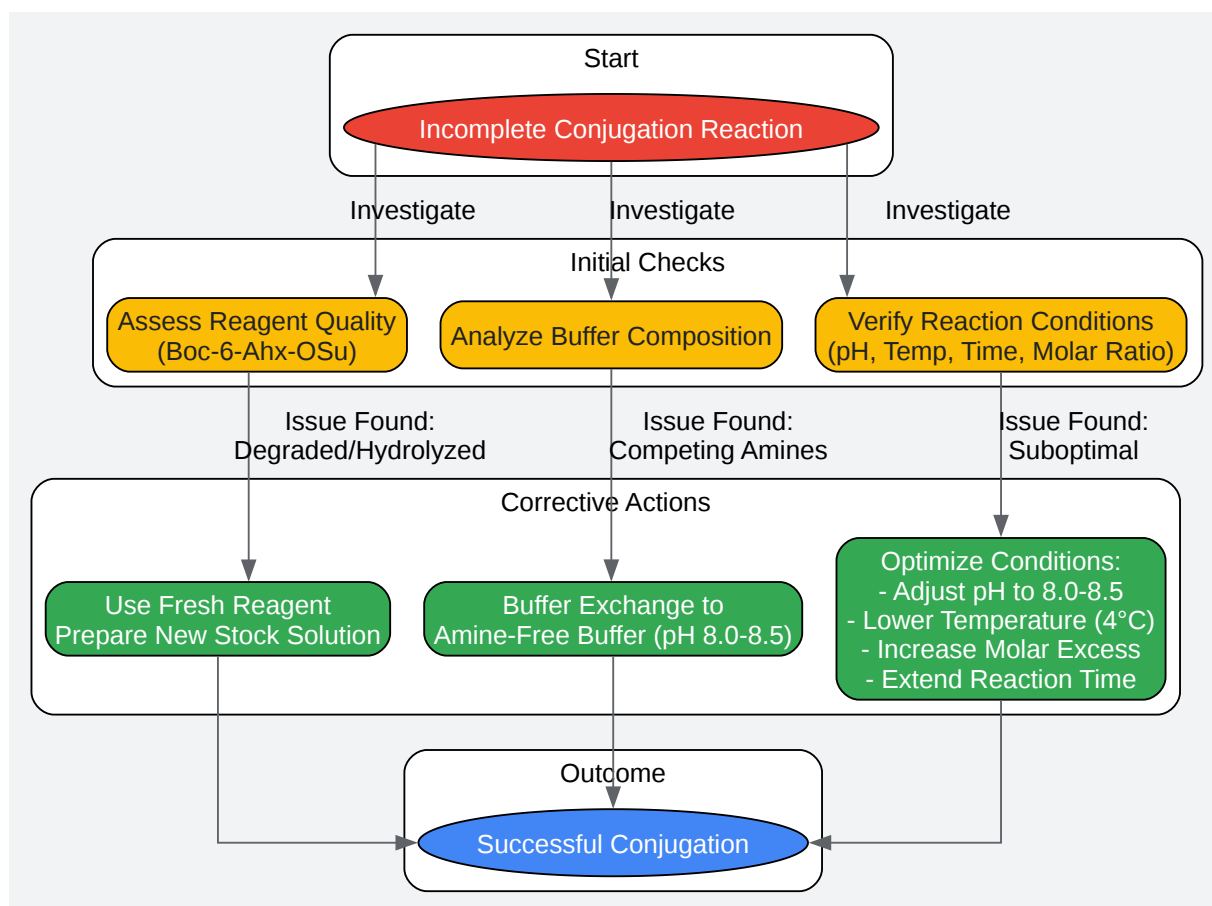 Start
Incomplete Conjugation Reaction
Investigate
Investigate
Investigate
Initial Checks
Assess Reagent Quality
(Boc-6-Ahx-OSu)
Analyze Buffer Composition
Verify Reaction Conditions
(pH, Temp, Time, Molar Ratio)
Issue Found:
Degraded/Hydrolyzed
Issue Found:
Competing Amines
Issue Found:
Suboptimal
Corrective Actions
Use Fresh Reagent
Prepare New Stock Solution
Buffer Exchange to
Amine-Free Buffer (pH 8.0-8.5)
Optimize Conditions:
- Adjust pH to 8.0-8.5
- Lower Temperature (4°C)
- Increase Molar Excess
- Extend Reaction Time
Outcome
Successful Conjugation